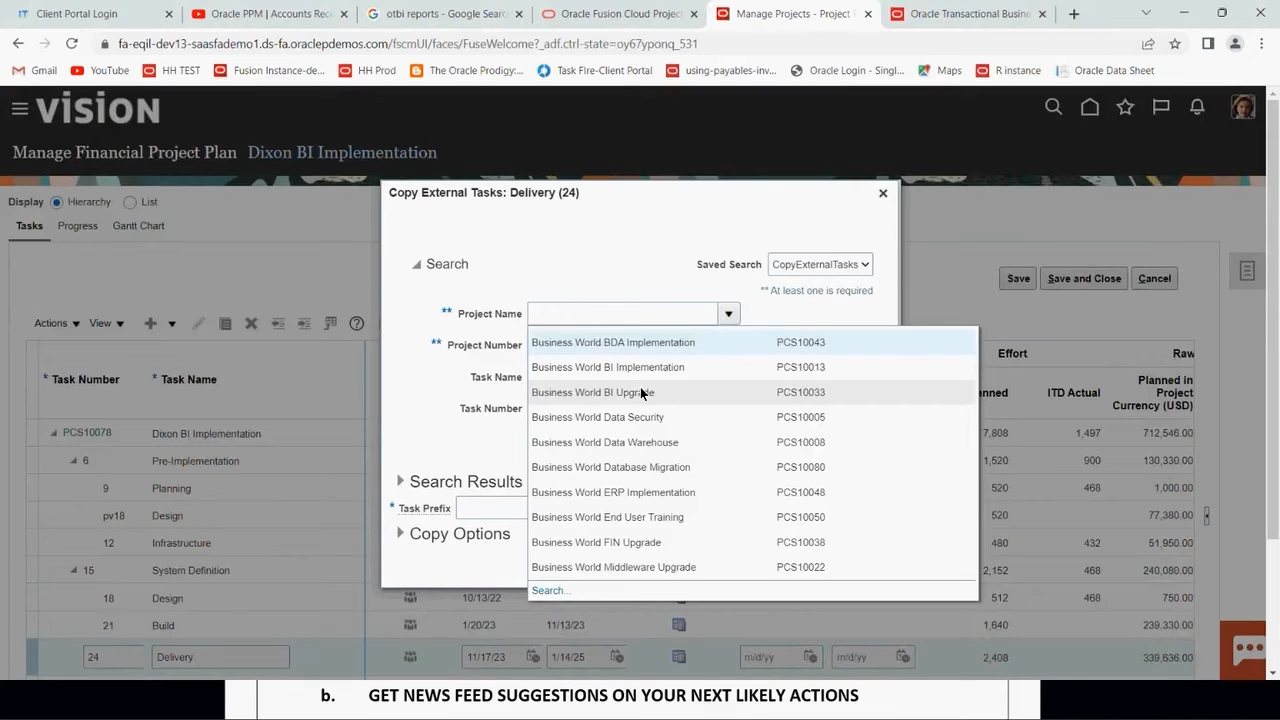 Client Portal Login
Oracle PPM | Accounts Rec
otbi reports - Google Searc
Oracle Fusion Cloud Project
Manage Projects - Project F
Oracle Transactional Busine
fa-eqil-dev13-saasfademo1.ds-fa.oraclepdemos.com/fscmUI/faces/FuseWelcome?_adf.ctrl-state=oy67yponq_531
Gmail YouTube HH TEST Fusion Instance-de... HH Prod The Oracle Prodigy:... Task Fire-Client Portal using-payables-inv... Oracle Login - Singl... Maps R instance Oracle Data Sheet
VISION
Manage Financial Project Plan Dixon BI Implementation
Copy External Tasks: Delivery (24)
Display Hierarchy List
Tasks Progress Gantt Chart
Search
Saved Search CopyExternalTasks
** At least one is required
Save Save and Close Cancel
Actions View
** Project Name
** Project Number
Task Name
Task Number
Business World BDA Implementation PCS10043
Business World BI Implementation PCS10013
Business World BI Upgrade PCS10033
Business World Data Security PCS10005
Business World Data Warehouse PCS10008
Business World Database Migration PCS10080
Business World ERP Implementation PCS10048
Business World End User Training PCS10050
Business World FIN Upgrade PCS10038
Business World Middleware Upgrade PCS10022
Search...
Search Results
* Task Prefix
Copy Options
* Task Number * Task Name Effort Raw
nned ITD Actual Planned in Project Currency (USD)
PCS10078 Dixon BI Implementation 7,808 1,497 712,546.00
6 Pre-Implementation 1,520 900 130,330.00
9 Planning 520 468 1,000.00
pv18 Design 520 77,380.00
12 Infrastructure 480 432 51,950.00
15 System Definition 2,152 468 240,080.00
18 Design 10/13/22 512 468 750.00
21 Build 1/20/23 11/13/23 1,640 239,330.00
24 Delivery 11/17/23 1/14/25 m/d/yy m/d/yy 2,408 339,636.00
b. GET NEWS FEED SUGGESTIONS ON YOUR NEXT LIKELY ACTIONS